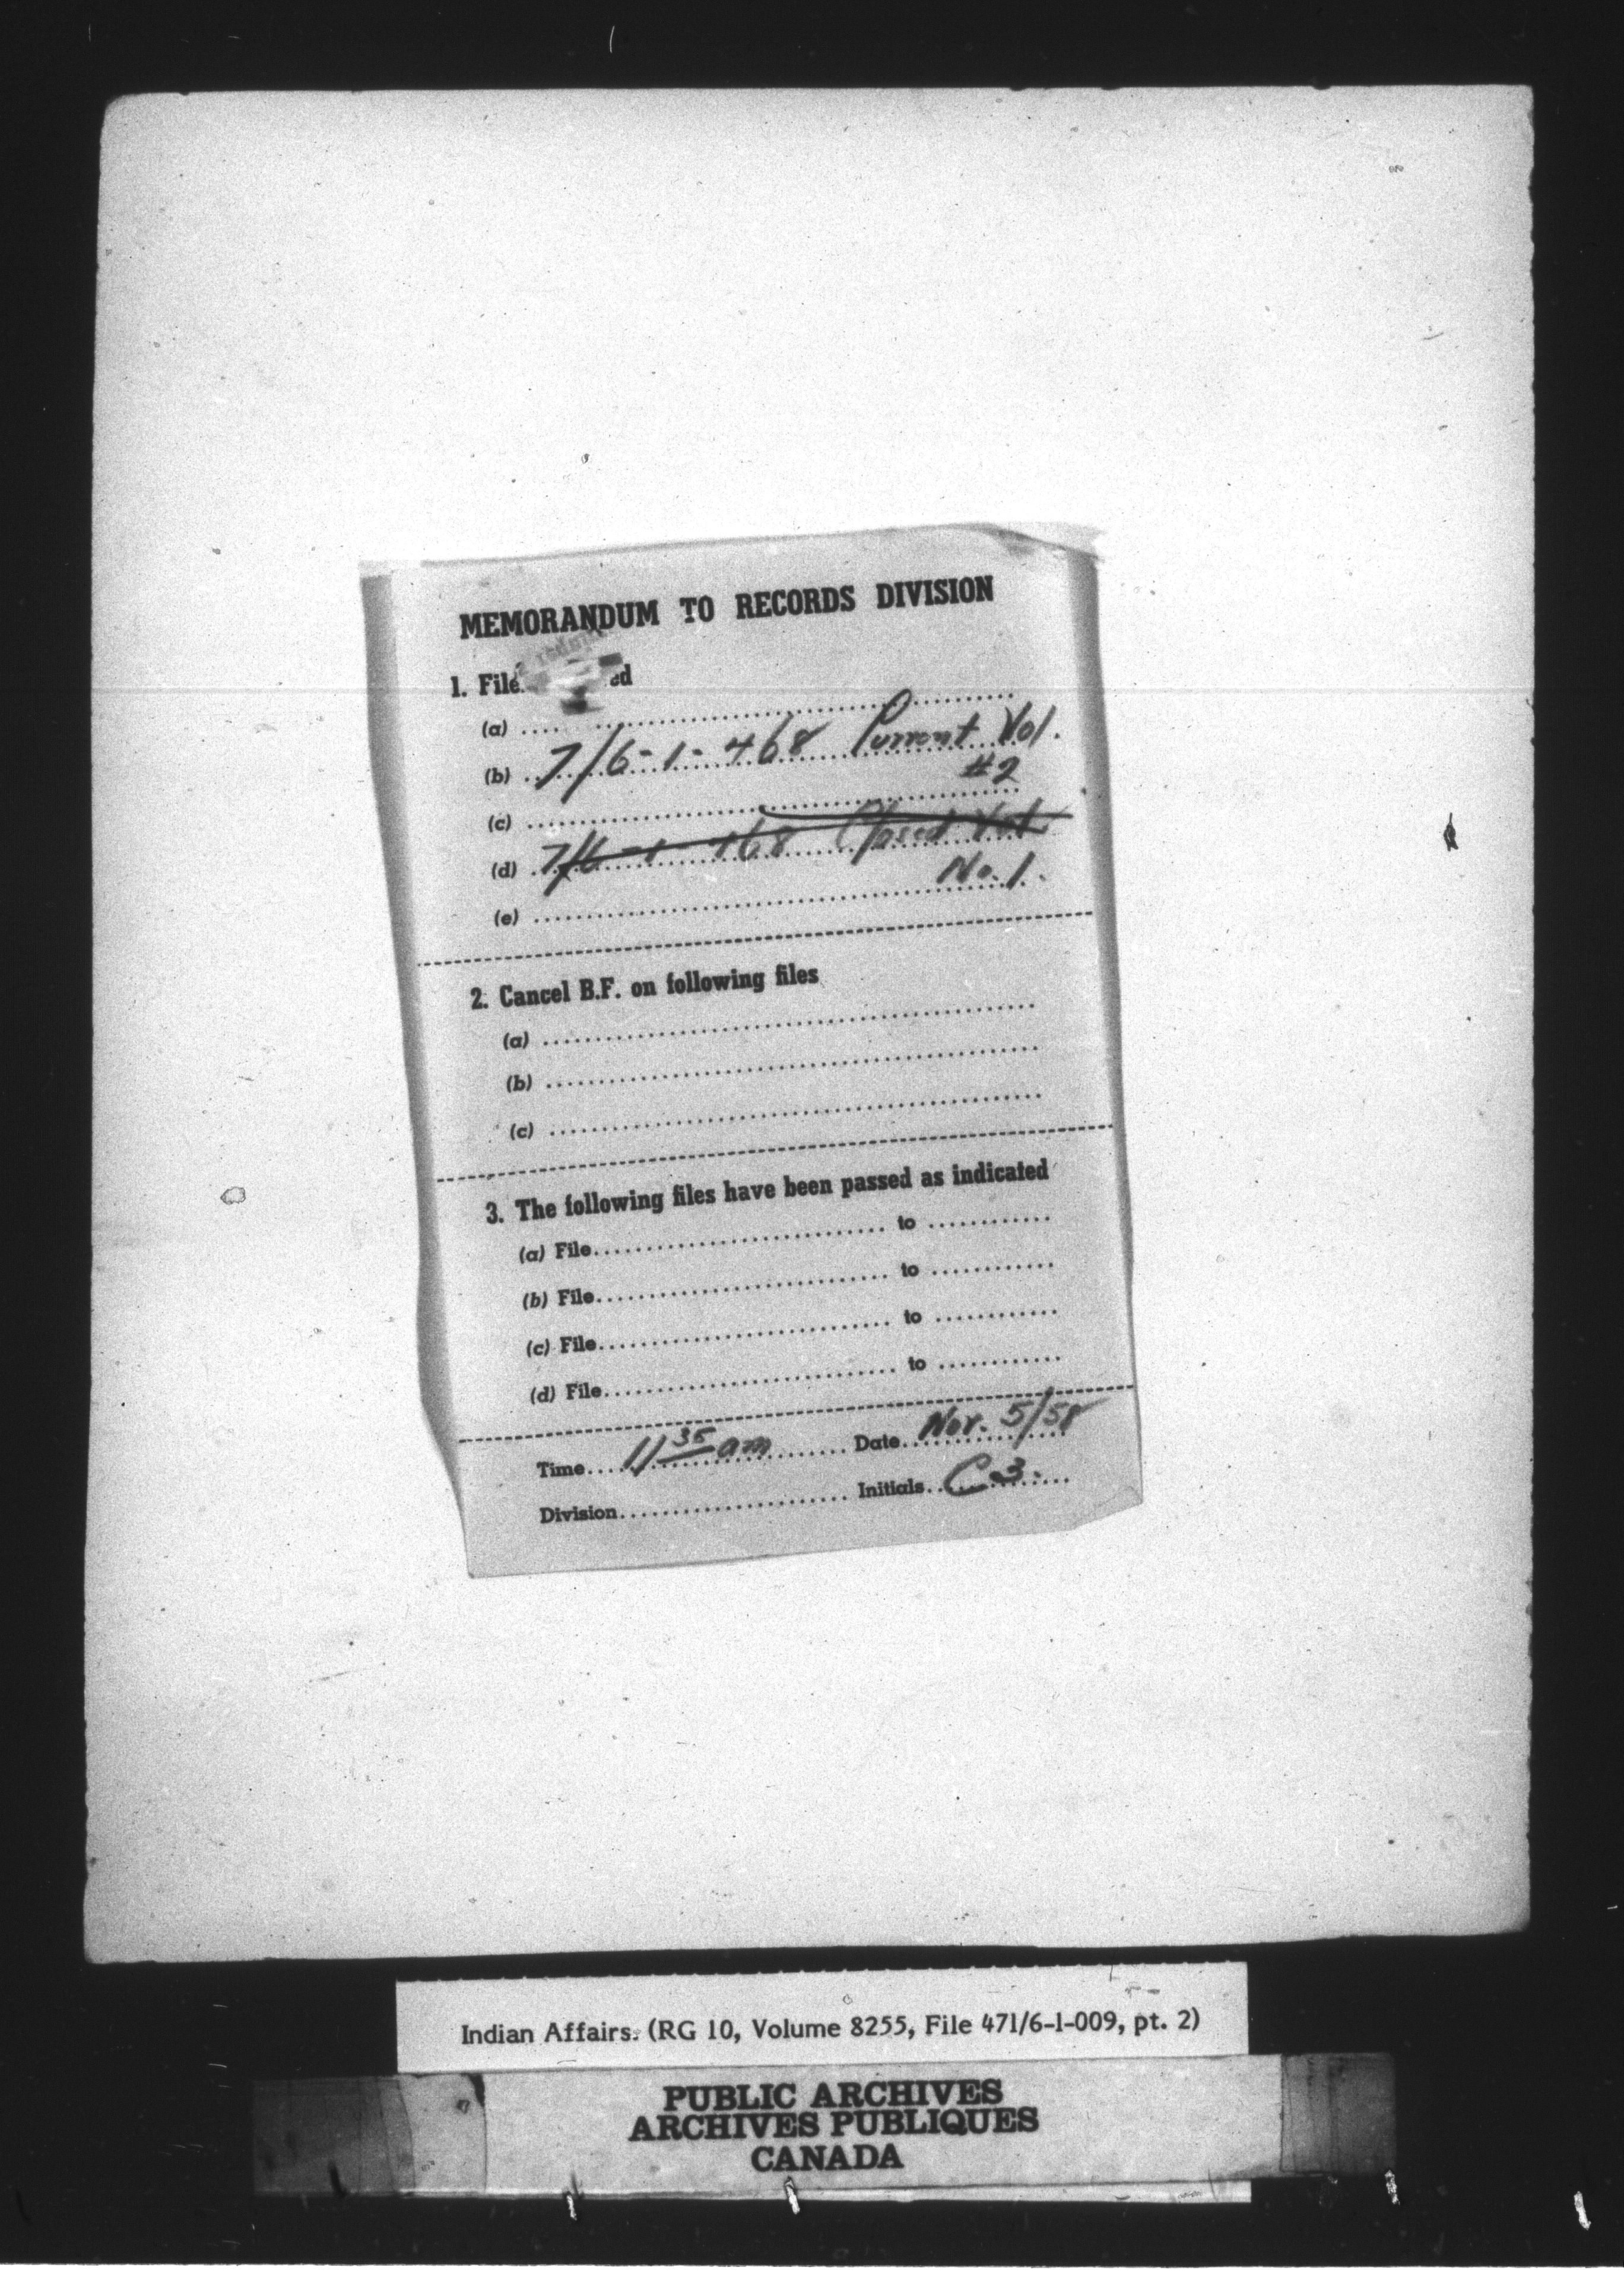 MEMORANDUM TO RECORDS DIVISION
1. File ed
(a)
(b) 7/6-1-468 Current Vol.
#2
(c)
(d) 7/6-1-468 Closed Vol.
No. 1.
(e)
2. Cancel B.F. on following files
(a)
(b)
(c)
3. The following files have been passed as indicated
(a) File to
(b) File to
(c) File to
(d) File to
Time 11 35 am Date Nov. 5/58
Division Initials
Indian Affairs. (RG 10, Volume 8255, File 471/6-1-009, pt. 2)
PUBLIC ARCHIVES
ARCHIVES PUBLIQUES
CANADA